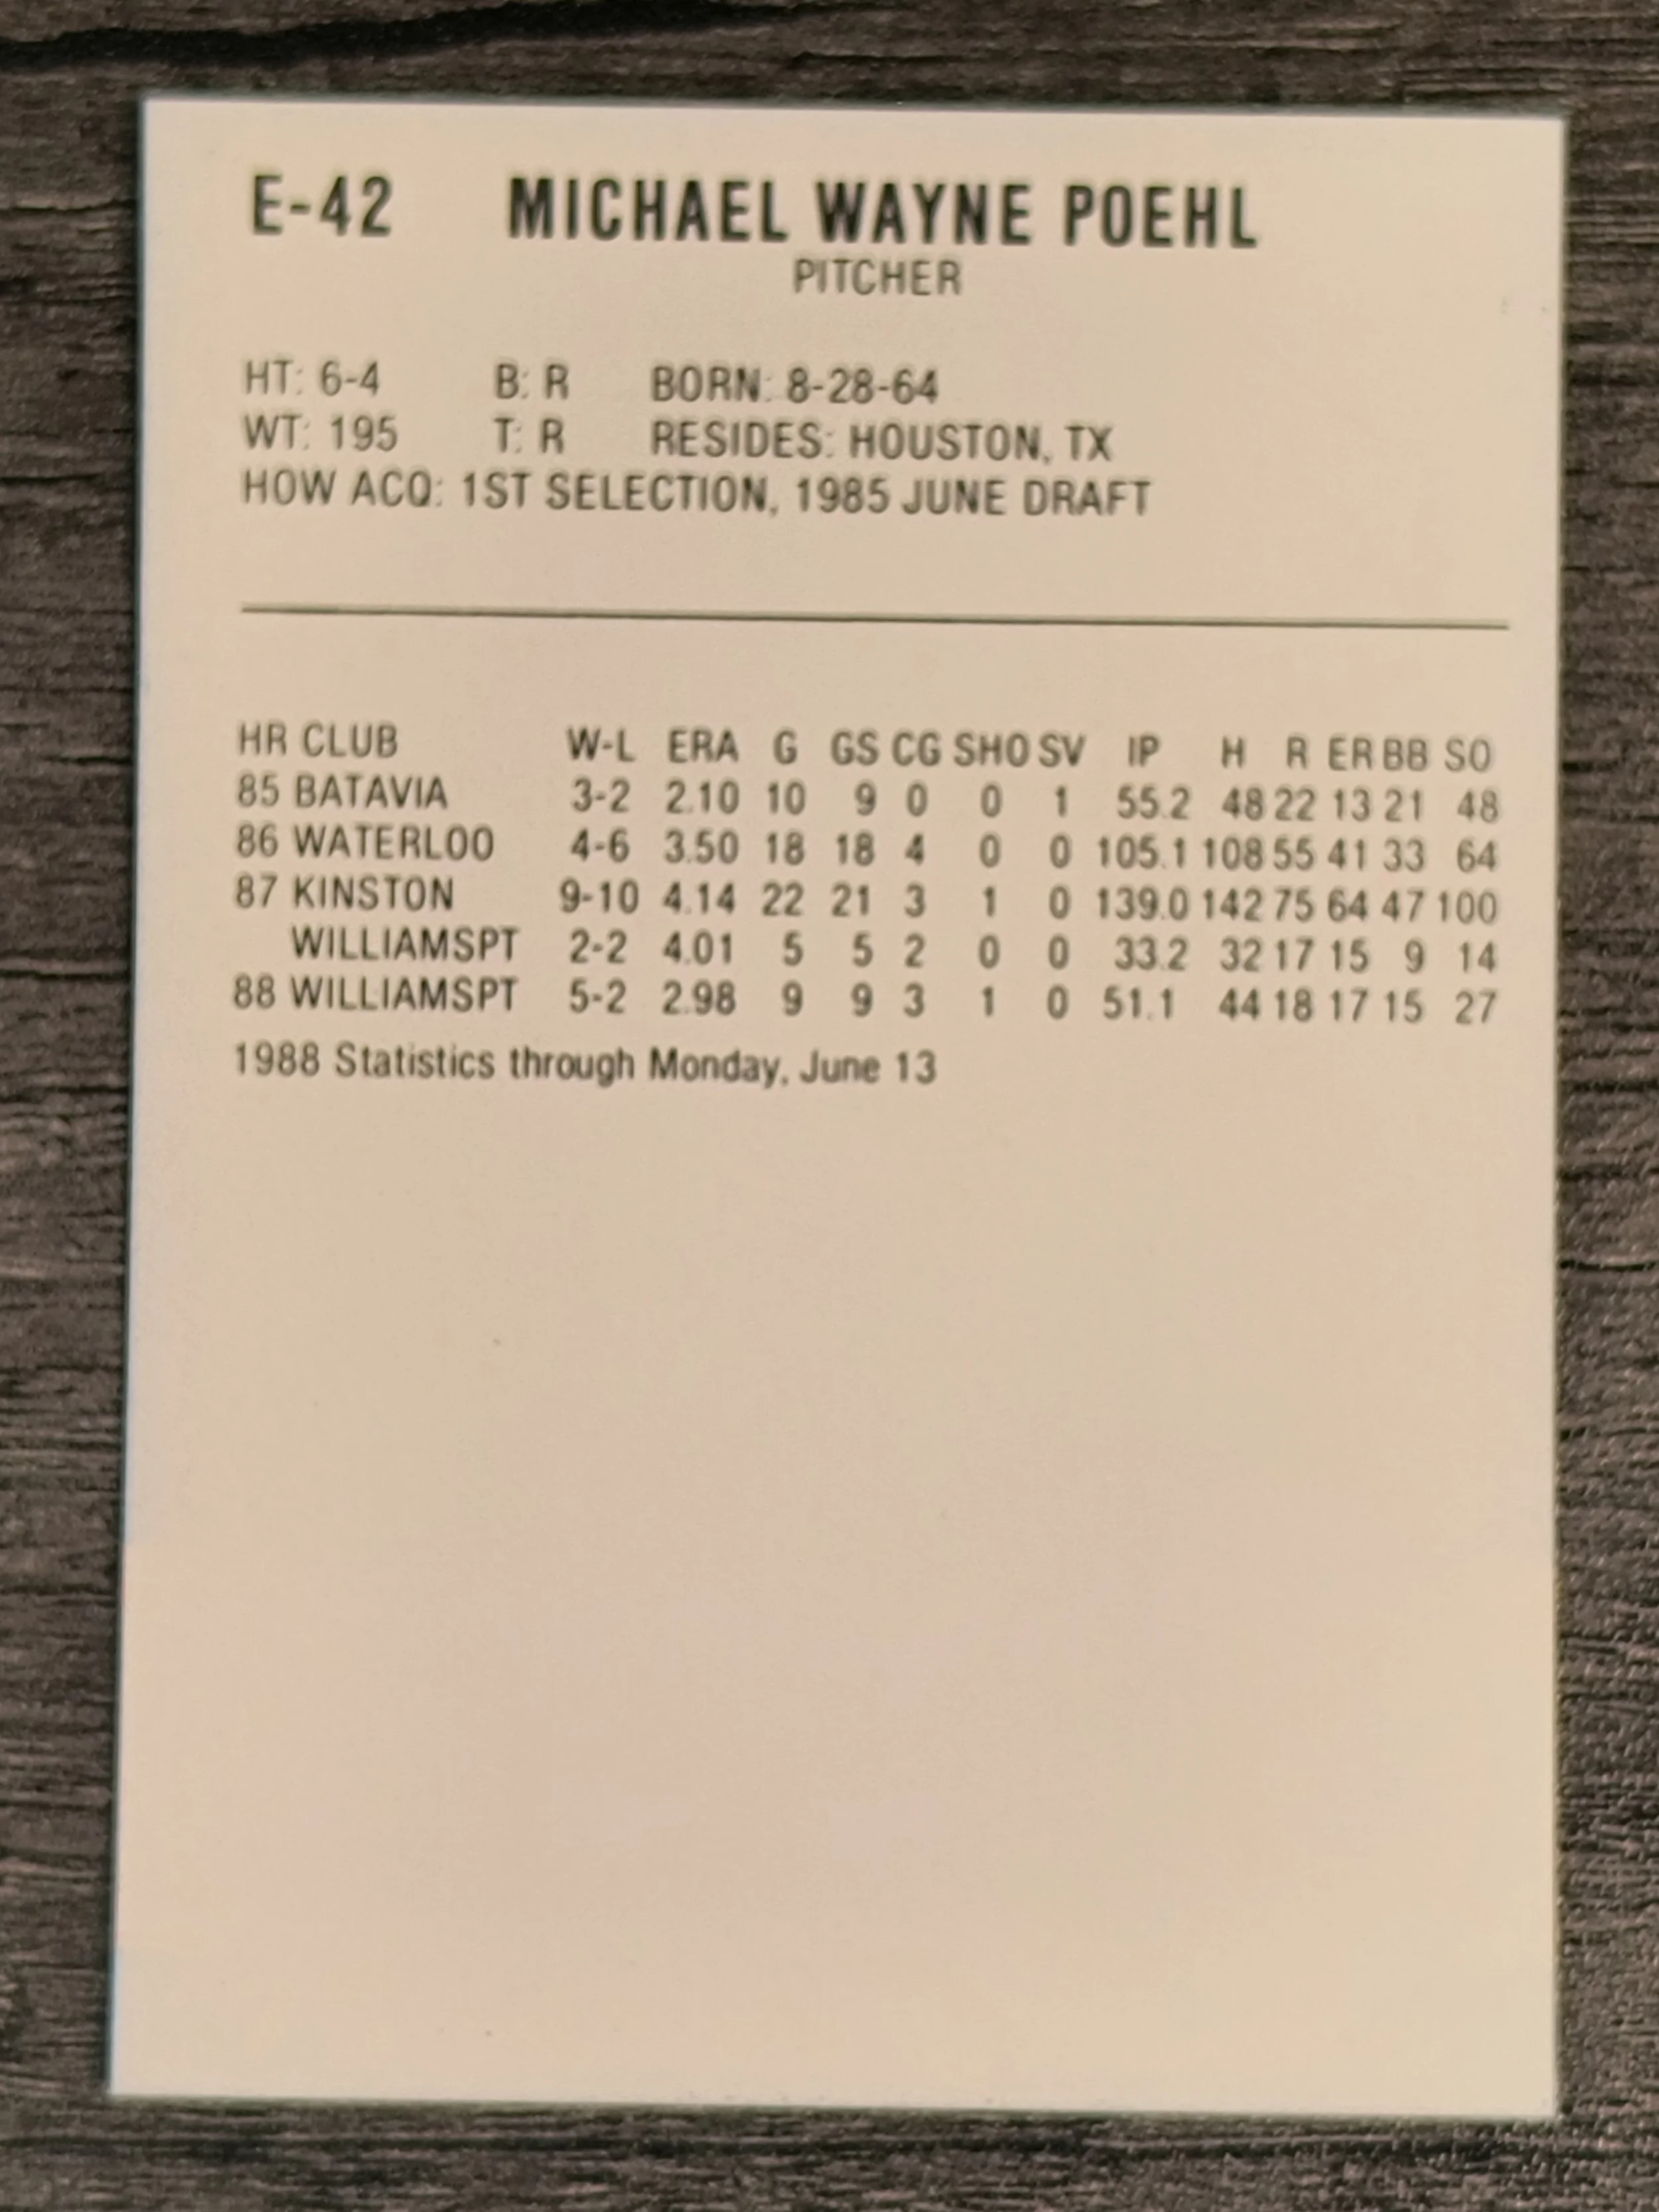 E-42 MICHAEL WAYNE POEHL
PITCHER
HT: 6-4 B: R BORN: 8-28-64
WT: 195 T: R RESIDES: HOUSTON, TX
HOW ACQ: 1ST SELECTION, 1985 JUNE DRAFT
HR CLUB W-L ERA G GS CG SHO SV IP H R ER BB SO
85 BATAVIA 3-2 2.10 10 9 0 0 1 55.2 48 22 13 21 48
86 WATERLOO 4-6 3.50 18 18 4 0 0 105.1 108 55 41 33 64
87 KINSTON 9-10 4.14 22 21 3 1 0 139.0 142 75 64 47 100
WILLIAMSPT 2-2 4.01 5 5 2 0 0 33.2 32 17 15 9 14
88 WILLIAMSPT 5-2 2.98 9 9 3 1 0 51.1 44 18 17 15 27
1988 Statistics through Monday, June 13